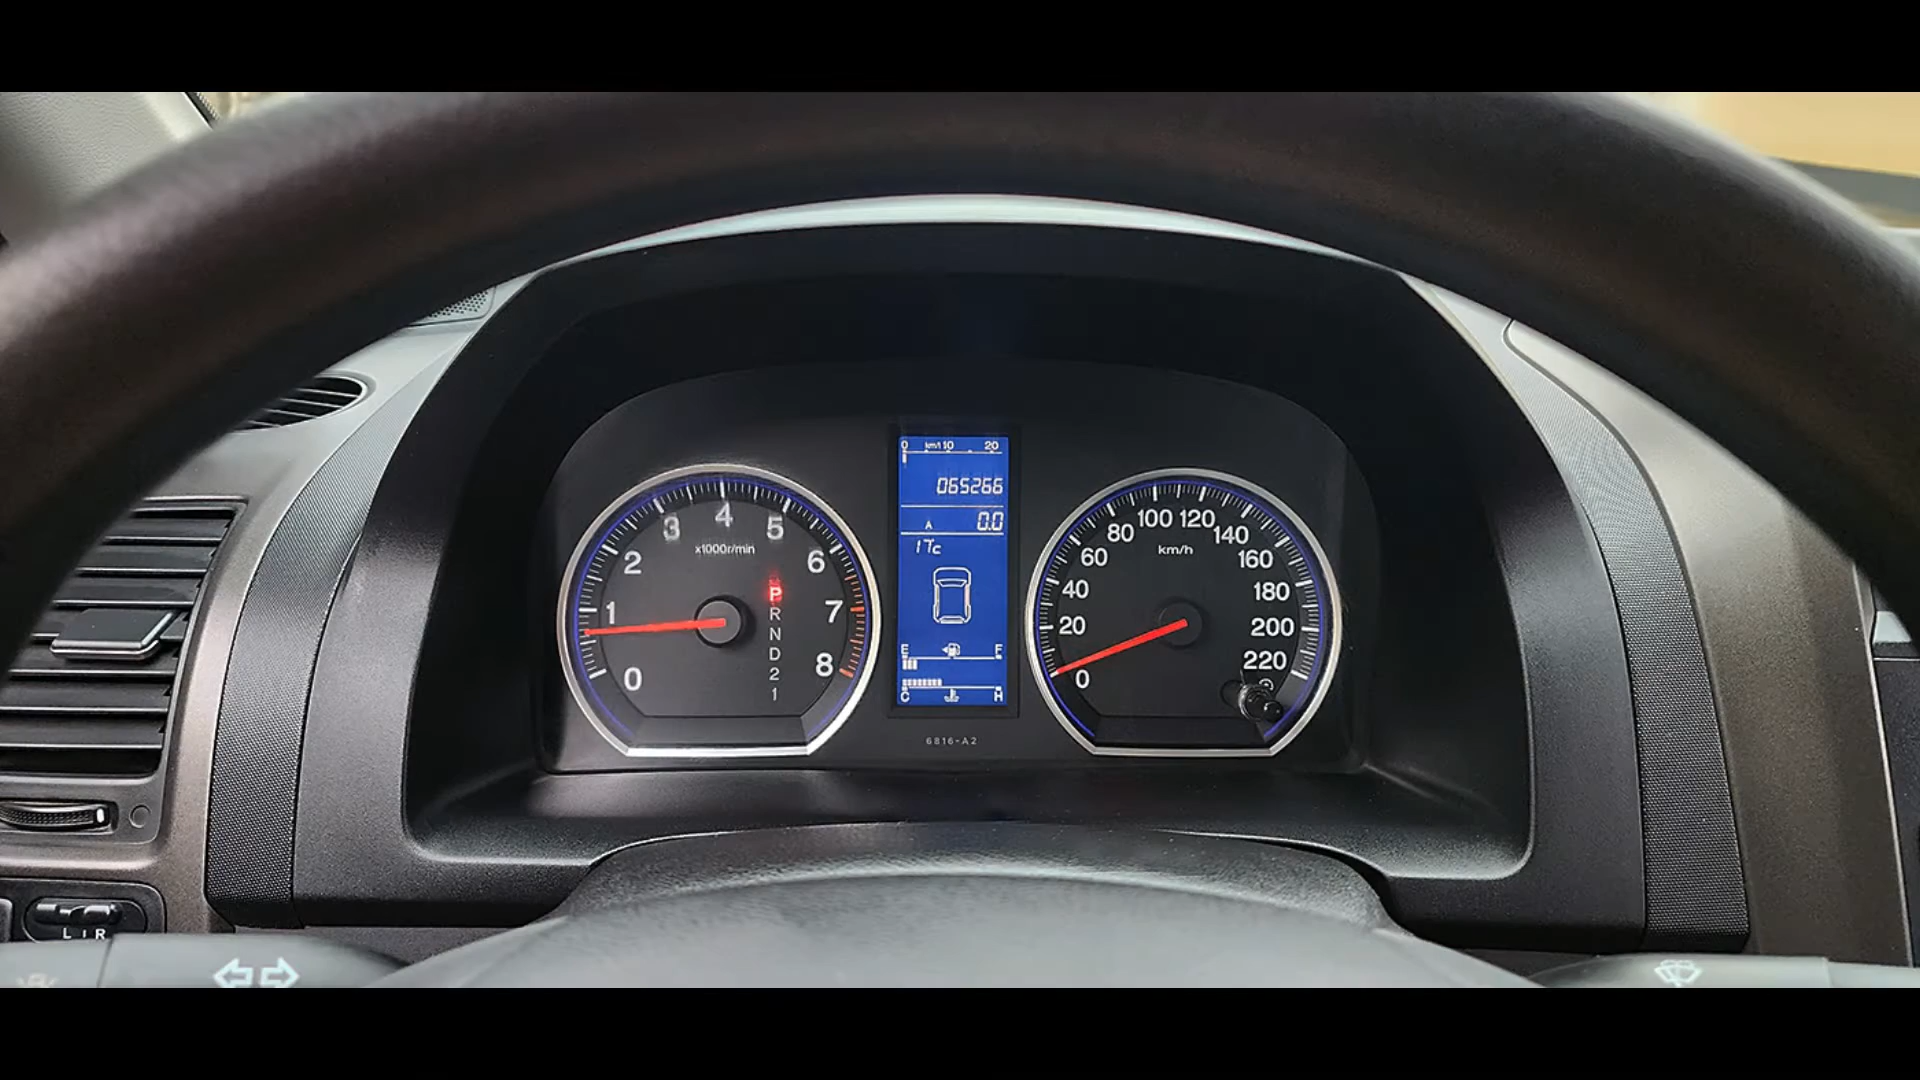 0 km/l 10 20
065266
A 0.0
17c
E F
C H
6816-A2
0 1 2 3 4 5 6 7 8
x1000r/min
P
R
N
D
2
1
0 20 40 60 80 100 120 140 160 180 200 220
km/h
L R